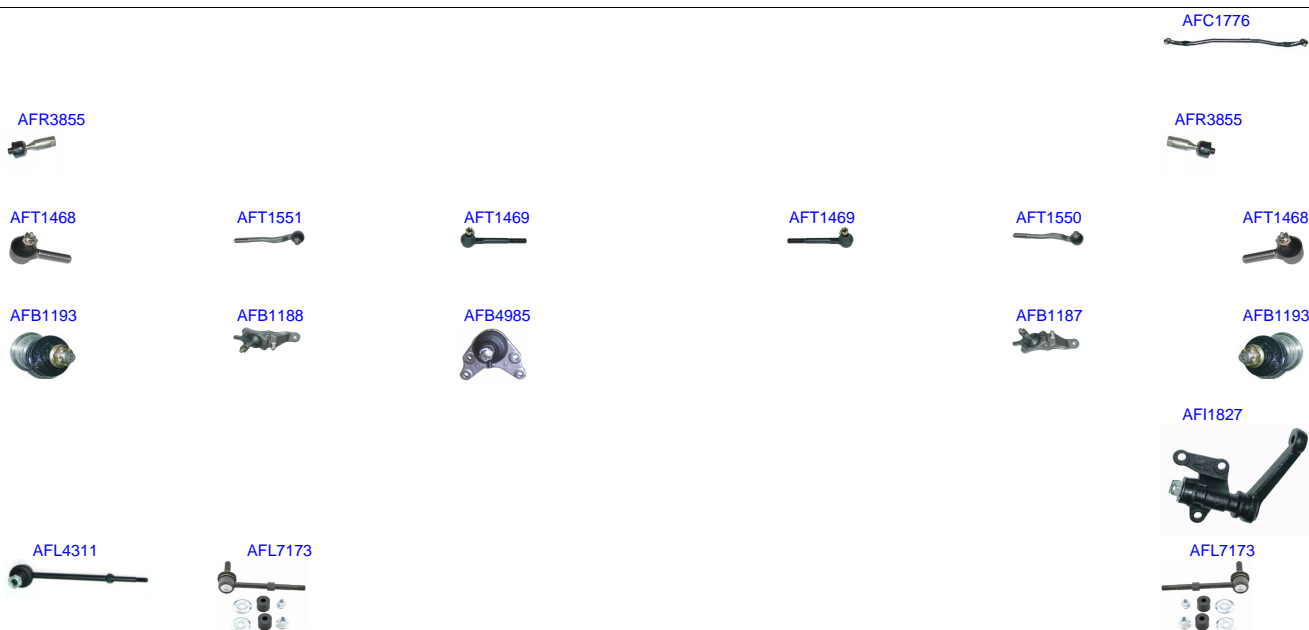 AFC1776
AFR3855 AFR3855
AFT1468 AFT1551 AFT1469 AFT1469 AFT1550 AFT1468
AFB1193 AFB1188 AFB4985 AFB1187 AFB1193
AFI1827
AFL4311 AFL7173 AFL7173